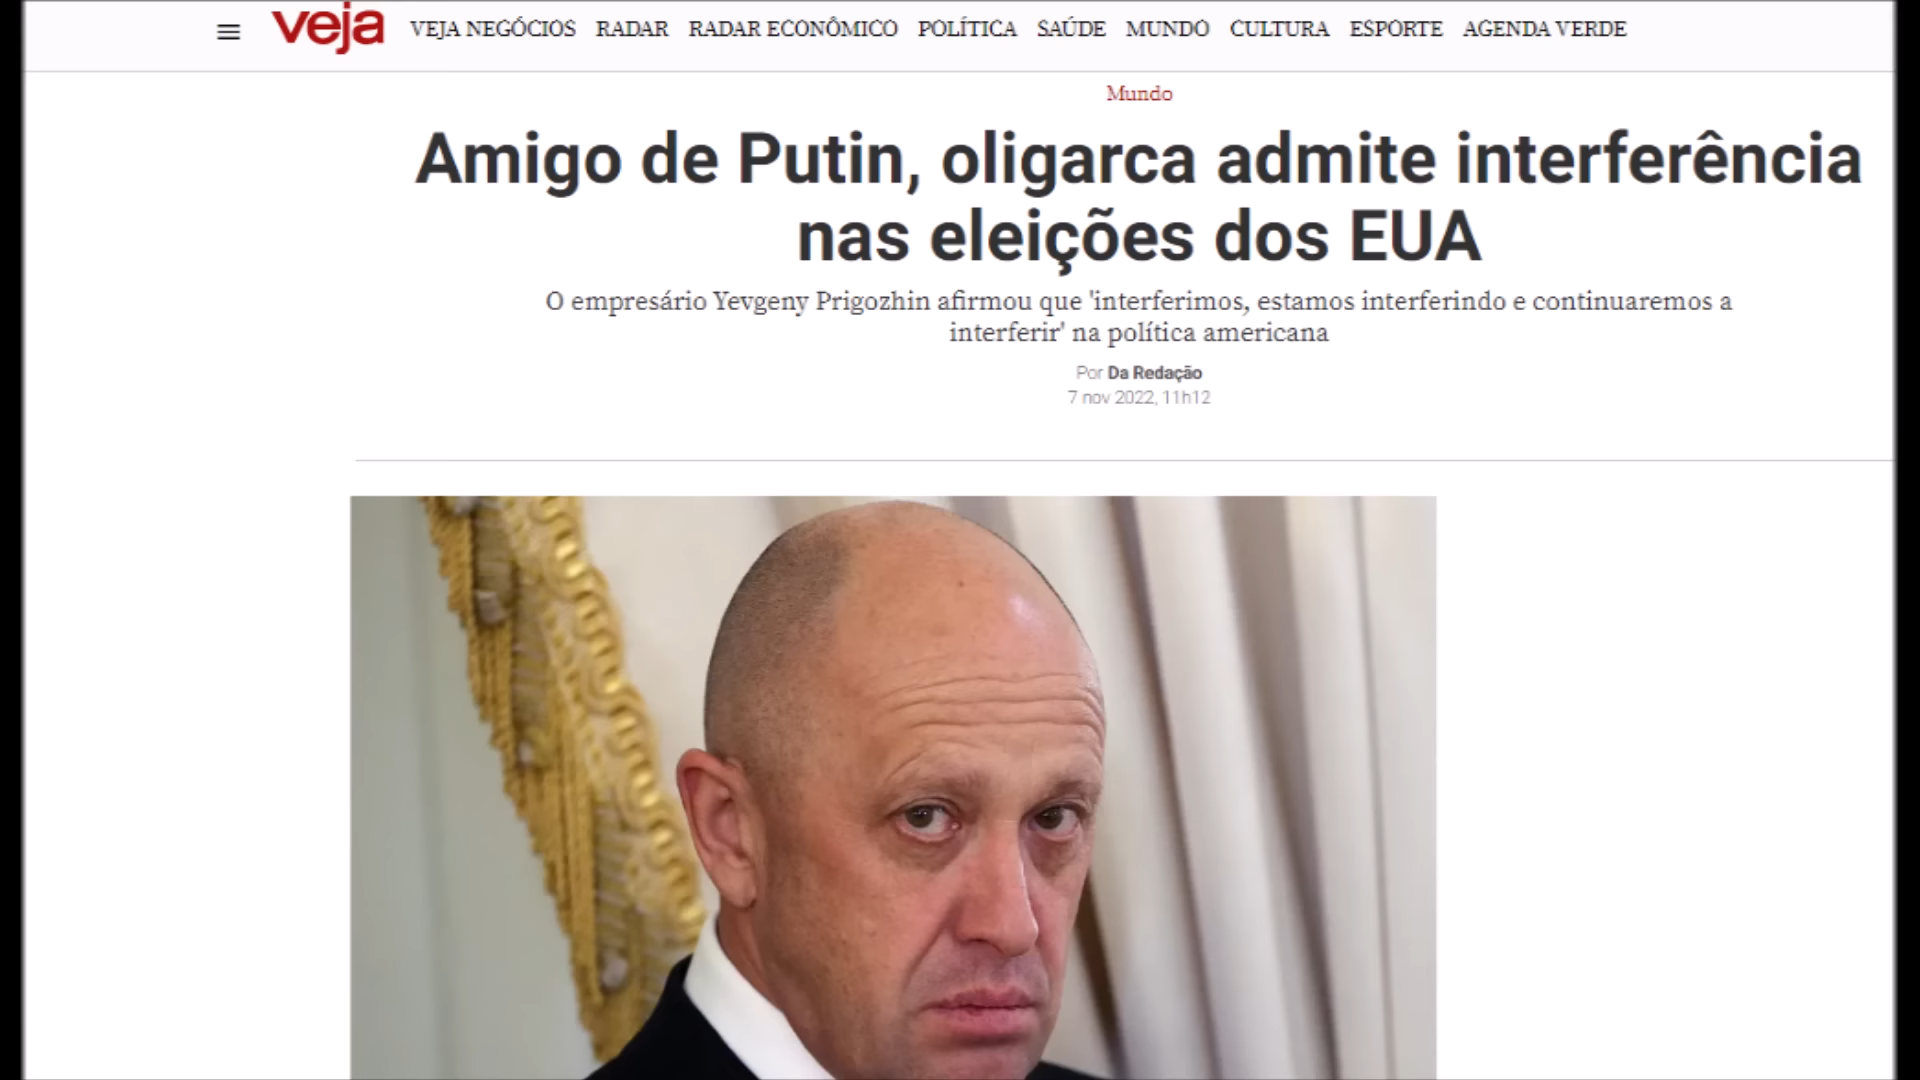 veja VEJA NEGÓCIOS RADAR RADAR ECONÔMICO POLÍTICA SAÚDE MUNDO CULTURA ESPORTE AGENDA VERDE
Mundo
Amigo de Putin, oligarca admite interferência
nas eleições dos EUA
O empresário Yevgeny Prigozhin afirmou que 'interferimos, estamos interferindo e continuaremos a
interferir' na política americana
Por Da Redação
7 nov 2022, 11h12